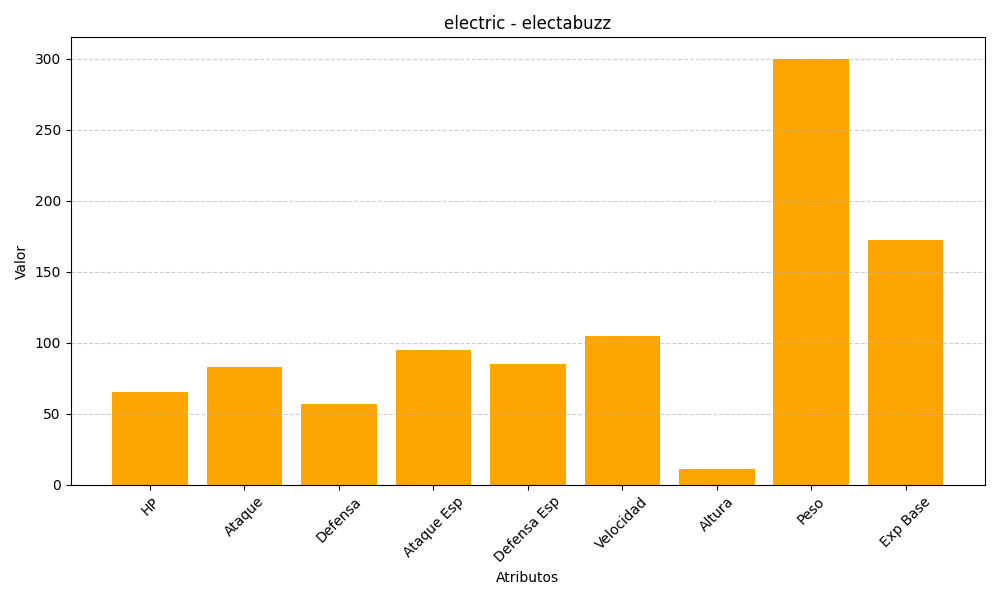 electric - electabuzz
Valor
300
250
200
150
100
50
0
HP
Ataque
Defensa
Ataque Esp
Defensa Esp
Velocidad
Altura
Peso
Exp Base
Atributos